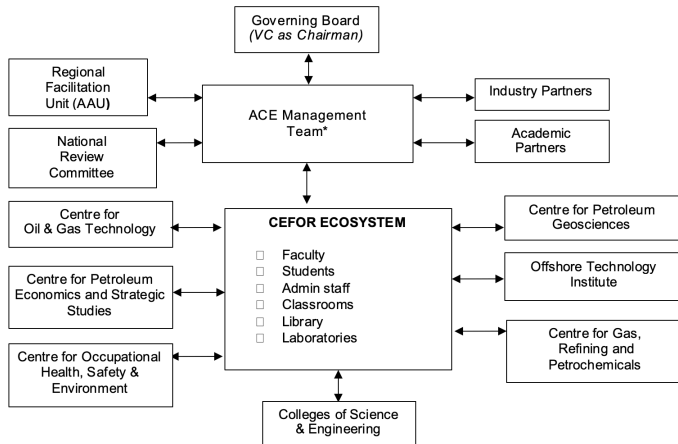 Governing Board
(VC as Chairman)
Regional
Facilitation
Unit (AAU)
ACE Management
Team*
Industry Partners
National
Review
Committee
Academic
Partners
Centre for
Oil & Gas Technology
CEFOR ECOSYSTEM
Faculty
Students
Admin staff
Classrooms
Library
Laboratories
Centre for Petroleum
Geosciences
Centre for Petroleum
Economics and Strategic
Studies
Offshore Technology
Institute
Centre for Occupational
Health, Safety &
Environment
Centre for Gas,
Refining and
Petrochemicals
Colleges of Science
& Engineering